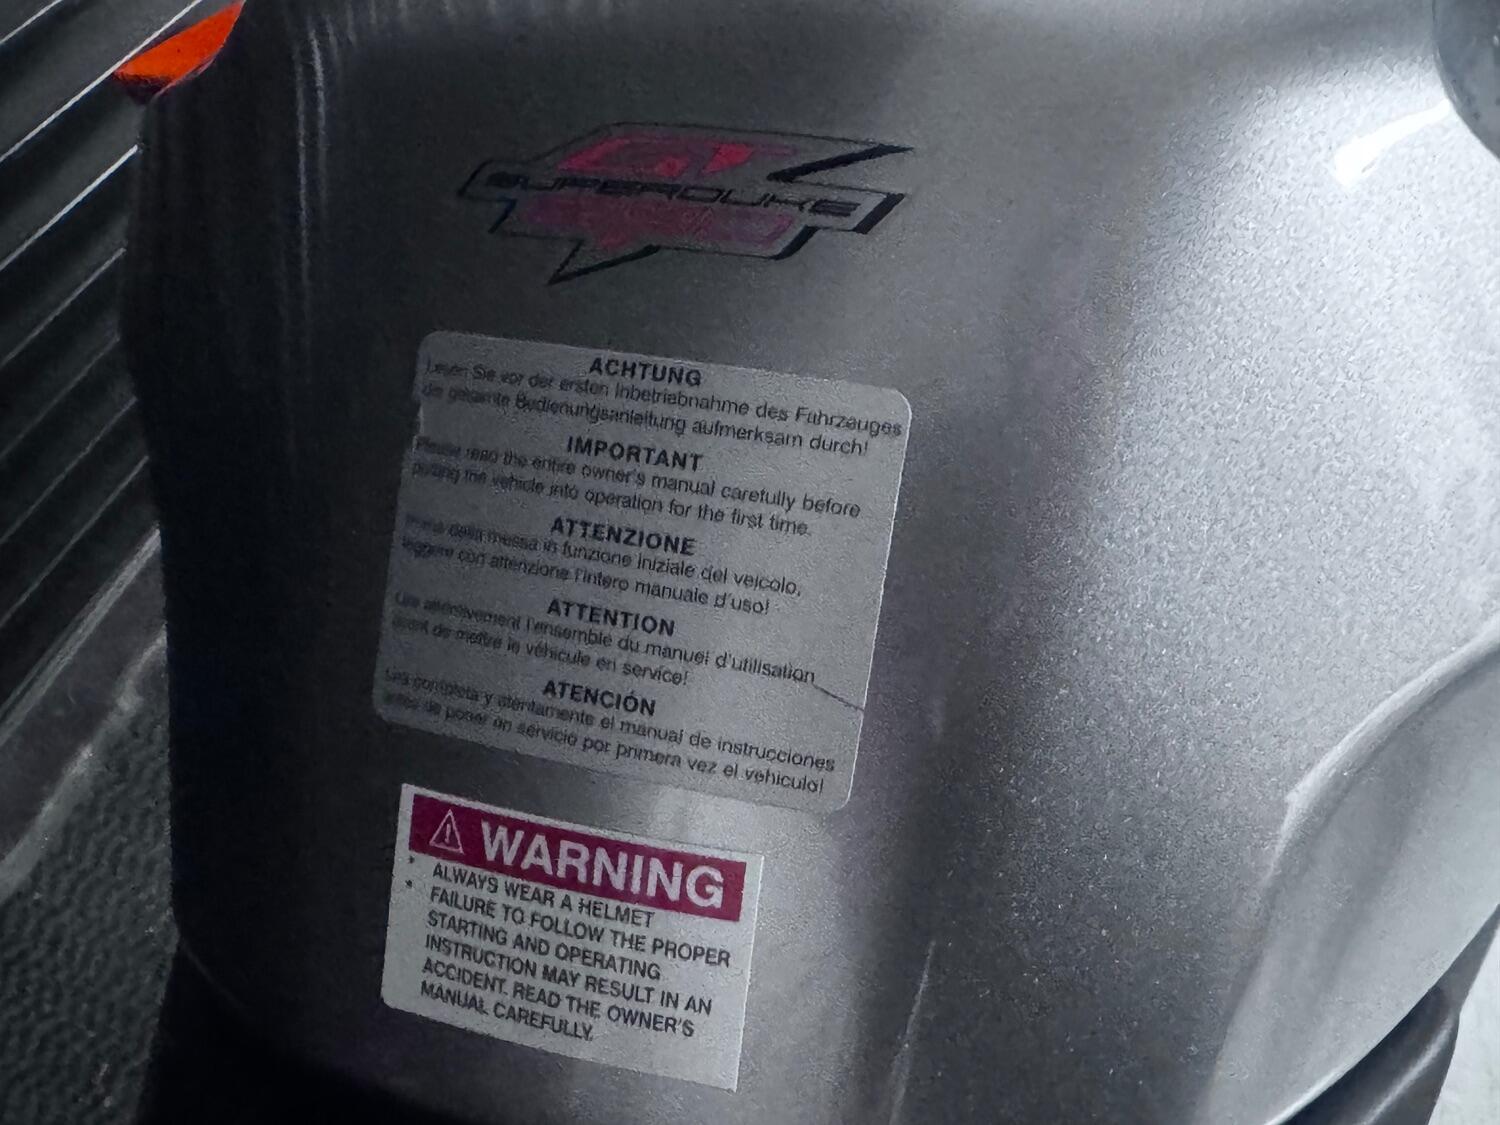 GT
SUPERDUKE
ACHTUNG
Lesen Sie vor der ersten Inbetriebnahme des Fahrzeuges
die gesamte Bedienungsanleitung aufmerksam durch!
IMPORTANT
Please read the entire owner's manual carefully before
putting the vehicle into operation for the first time.
ATTENZIONE
Prima della messa in funzione iniziale del veicolo,
leggere con attenzione l'intero manuale d'uso!
ATTENTION
Lire attentivement l'ensemble du manuel d'utilisation
avant de mettre le véhicule en service!
ATENCIÓN
Lea completa y atentamente el manual de instrucciones
antes de poner en servicio por primera vez el vehículo!
WARNING
* ALWAYS WEAR A HELMET
* FAILURE TO FOLLOW THE PROPER
STARTING AND OPERATING
INSTRUCTION MAY RESULT IN AN
ACCIDENT. READ THE OWNER'S
MANUAL CAREFULLY.